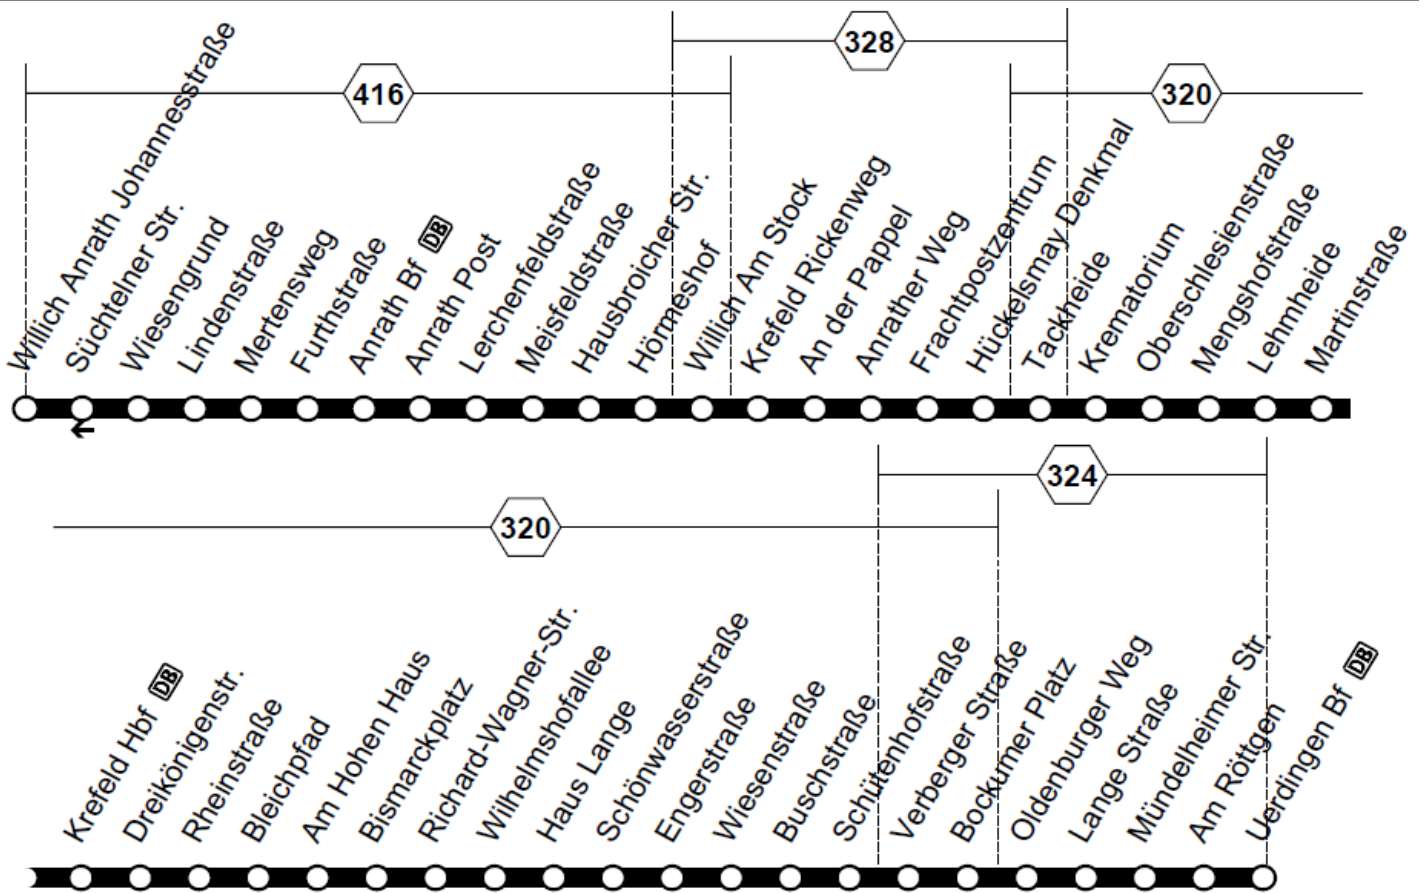 328
416
320
Willich Anrath Johannesstraße
Süchtelner Str.
Wiesengrund
Lindenstraße
Mertensweg
Furthstraße
Anrath Bf DB
Anrath Post
Lerchenfeldstraße
Meisfeldstraße
Hausbroicher Str.
Hörmeshof
Willich Am Stock
Krefeld Rickenweg
An der Pappel
Anrather Weg
Frachtpostzentrum
Hückelsmay Denkmal
Tackheide
Krematorium
Oberschlesienstraße
Mengshofstraße
Lehmheide
Martinstraße
324
320
Krefeld Hbf DB
Dreikönigenstr.
Rheinstraße
Bleichpfad
Am Hohen Haus
Bismarckplatz
Richard-Wagner-Str.
Wilhelmshofallee
Haus Lange
Schönwasserstraße
Engerstraße
Wiesenstraße
Buschstraße
Schütenhofstraße
Verberger Straße
Bockumer Platz
Oldenburger Weg
Lange Straße
Mündelheimer Str.
Am Röttgen
Uerdingen Bf DB